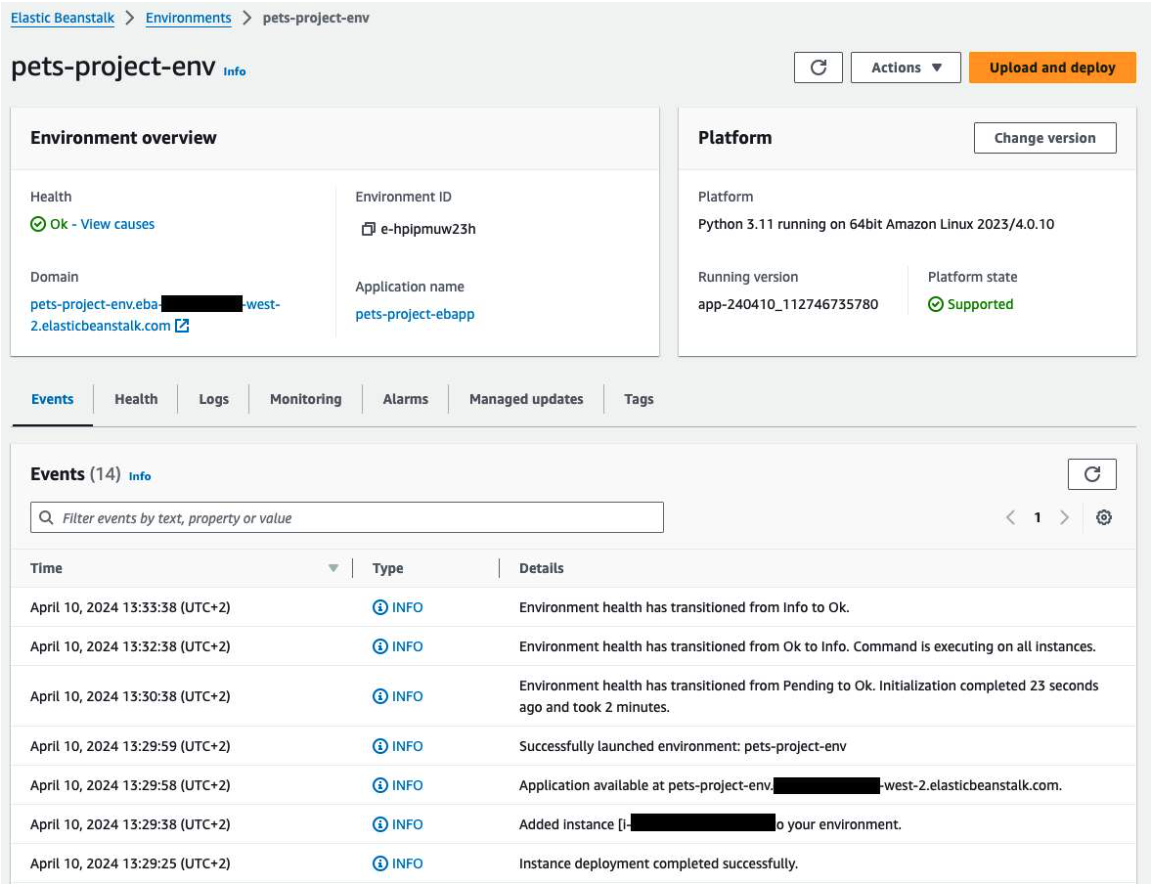 Elastic Beanstalk > Environments > pets-project-env
pets-project-env Info
Actions ▼
Upload and deploy
Environment overview
Health
Ok - View causes
Domain
pets-project-env.eba- -west-
2.elasticbeanstalk.com
Environment ID
e-hpipmuw23h
Application name
pets-project-ebapp
Platform
Change version
Platform
Python 3.11 running on 64bit Amazon Linux 2023/4.0.10
Running version
app-240410_112746735780
Platform state
Supported
Events Health Logs Monitoring Alarms Managed updates Tags
Events (14) Info
Filter events by text, property or value
< 1 >
Time Type Details
April 10, 2024 13:33:38 (UTC+2) INFO Environment health has transitioned from Info to Ok.
April 10, 2024 13:32:38 (UTC+2) INFO Environment health has transitioned from Ok to Info. Command is executing on all instances.
April 10, 2024 13:30:38 (UTC+2) INFO Environment health has transitioned from Pending to Ok. Initialization completed 23 seconds
ago and took 2 minutes.
April 10, 2024 13:29:59 (UTC+2) INFO Successfully launched environment: pets-project-env
April 10, 2024 13:29:58 (UTC+2) INFO Application available at pets-project-env. -west-2.elasticbeanstalk.com.
April 10, 2024 13:29:38 (UTC+2) INFO Added instance [i- o your environment.
April 10, 2024 13:29:25 (UTC+2) INFO Instance deployment completed successfully.